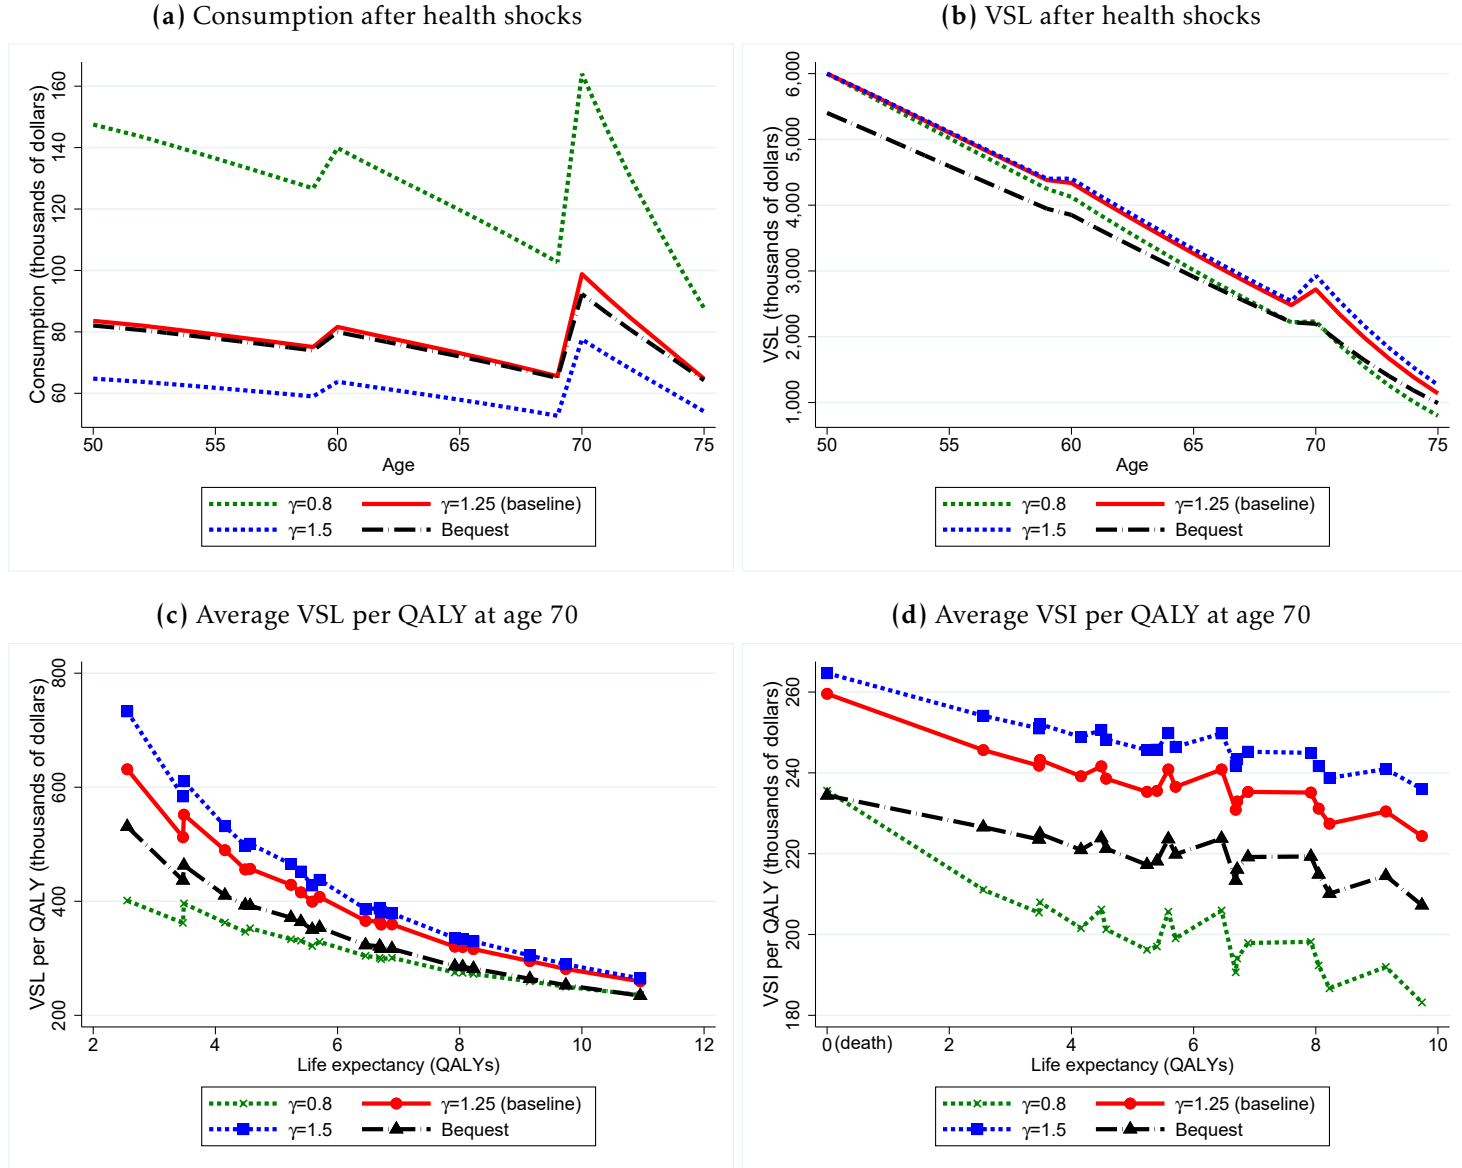 (a) Consumption after health shocks
Consumption (thousands of dollars)
160
140
120
100
80
60
50 55 60 65 70 75
Age
γ=0.8 γ=1.25 (baseline)
γ=1.5 Bequest
(b) VSL after health shocks
VSL (thousands of dollars)
6,000
5,000
4,000
3,000
2,000
1,000
50 55 60 65 70 75
Age
γ=0.8 γ=1.25 (baseline)
γ=1.5 Bequest
(c) Average VSL per QALY at age 70
VSL per QALY (thousands of dollars)
800
600
400
200
2 4 6 8 10 12
Life expectancy (QALYs)
γ=0.8 γ=1.25 (baseline)
γ=1.5 Bequest
(d) Average VSI per QALY at age 70
VSI per QALY (thousands of dollars)
260
240
220
200
180
0 (death) 2 4 6 8 10
Life expectancy (QALYs)
γ=0.8 γ=1.25 (baseline)
γ=1.5 Bequest